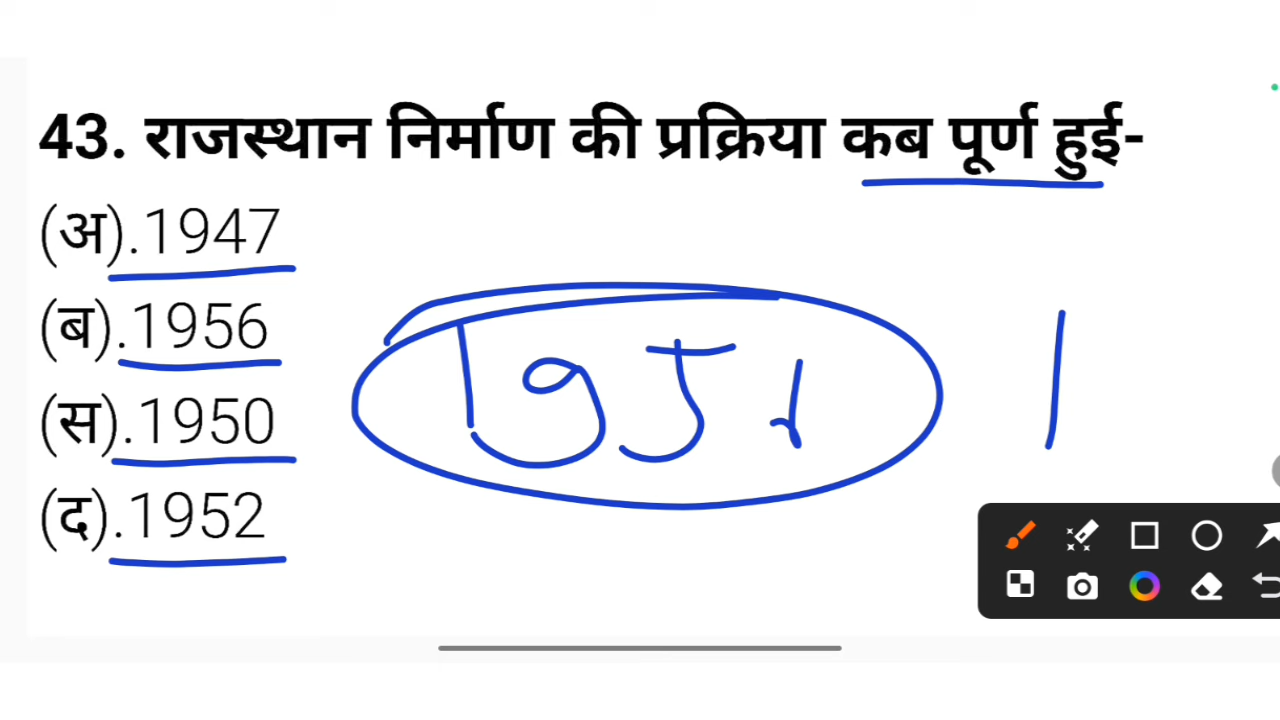 43. राजस्थान निर्माण की प्रक्रिया कब पूर्ण हुई-
(अ).1947
(ब).1956
(स).1950
(द).1952